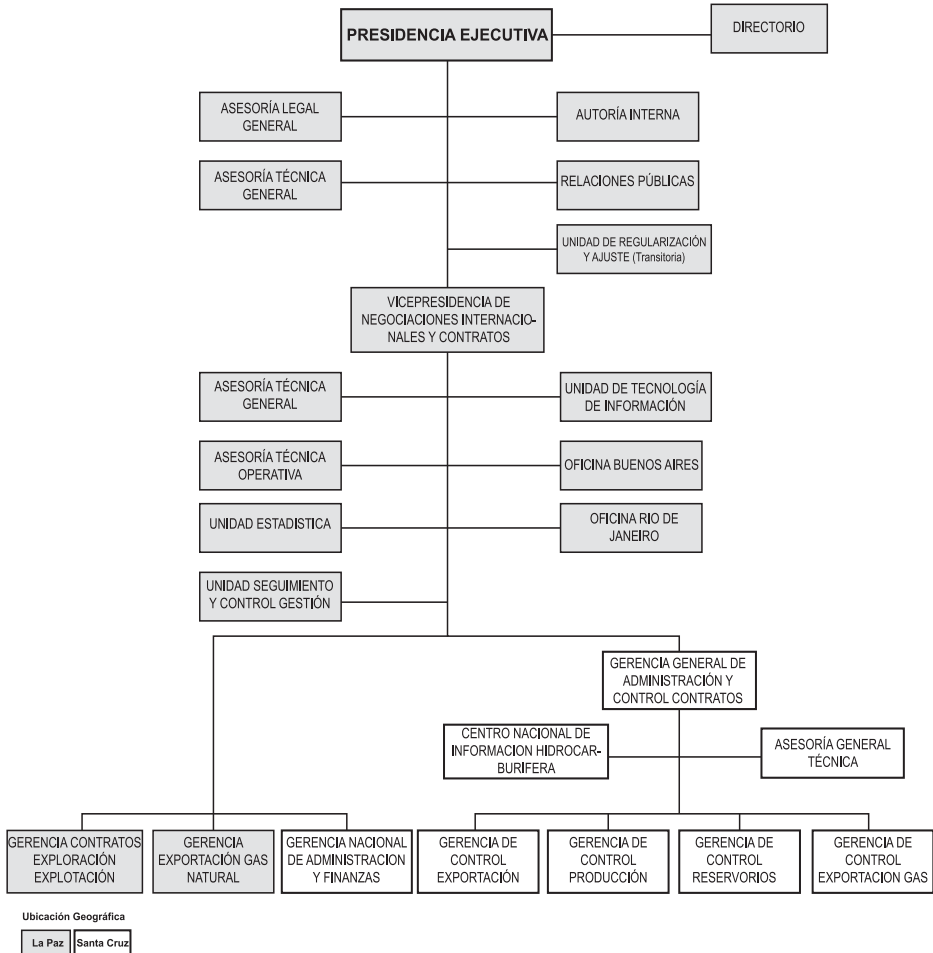 PRESIDENCIA EJECUTIVA
DIRECTORIO
ASESORÍA LEGAL
GENERAL
AUTORÍA INTERNA
ASESORÍA TÉCNICA
GENERAL
RELACIONES PÚBLICAS
UNIDAD DE REGULARIZACIÓN
Y AJUSTE (Transitoria)
VICEPRESIDENCIA DE
NEGOCIACIONES INTERNACIO-
NALES Y CONTRATOS
ASESORÍA TÉCNICA
GENERAL
UNIDAD DE TECNOLOGÍA
DE INFORMACIÓN
ASESORÍA TÉCNICA
OPERATIVA
OFICINA BUENOS AIRES
UNIDAD ESTADISTICA
OFICINA RIO DE
JANEIRO
UNIDAD SEGUIMIENTO
Y CONTROL GESTIÓN
GERENCIA GENERAL DE
ADMINISTRACIÓN Y
CONTROL CONTRATOS
CENTRO NACIONAL DE
INFORMACION HIDROCAR-
BURIFERA
ASESORÍA GENERAL
TÉCNICA
GERENCIA CONTRATOS
EXPLORACIÓN
EXPLOTACIÓN
GERENCIA
EXPORTACIÓN GAS
NATURAL
GERENCIA NACIONAL
DE ADMINISTRACION
Y FINANZAS
GERENCIA DE
CONTROL
EXPORTACIÓN
GERENCIA DE
CONTROL
PRODUCCIÓN
GERENCIA DE
CONTROL
RESERVORIOS
GERENCIA DE
CONTROL
EXPORTACION GAS
Ubicación Geográfica
La Paz
Santa Cruz